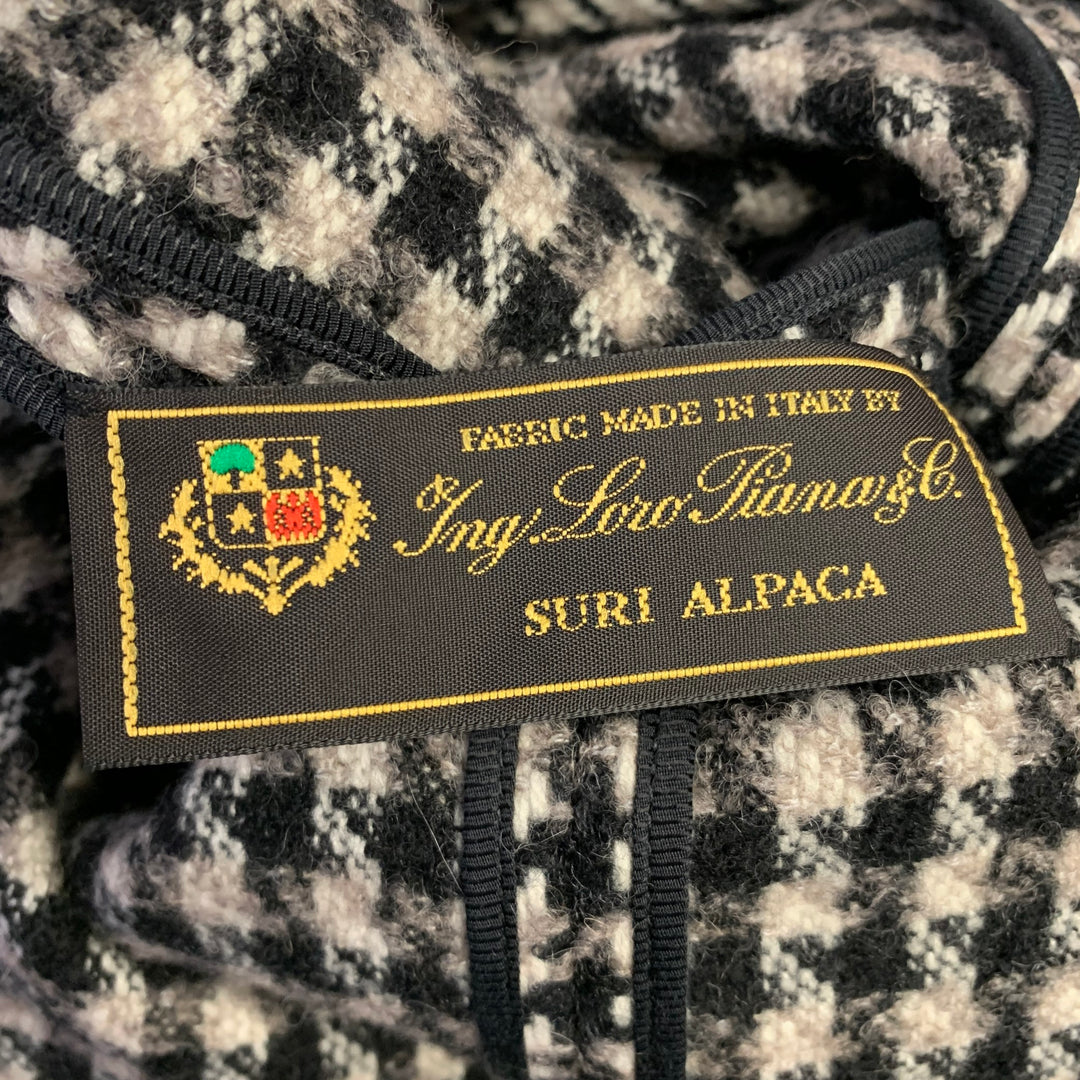 FABRIC MADE IN ITALY BY
Ing. Loro Piana & C.
SURI ALPACA